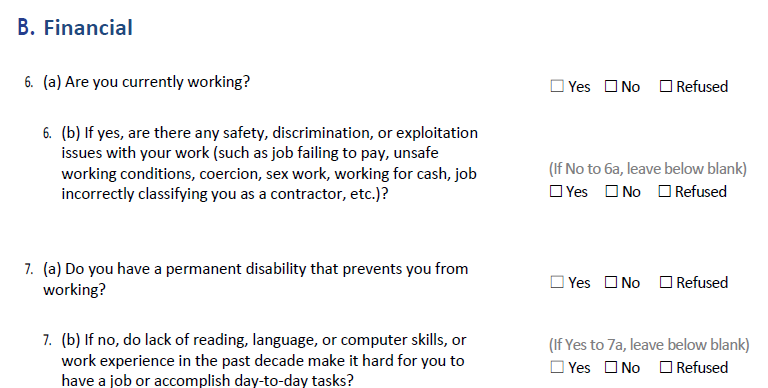 B. Financial
6. (a) Are you currently working?
☐ Yes ☐ No ☐ Refused
6. (b) If yes, are there any safety, discrimination, or exploitation
issues with your work (such as job failing to pay, unsafe
working conditions, coercion, sex work, working for cash, job
incorrectly classifying you as a contractor, etc.)?
(If No to 6a, leave below blank)
☐ Yes ☐ No ☐ Refused
7. (a) Do you have a permanent disability that prevents you from
working?
☐ Yes ☐ No ☐ Refused
7. (b) If no, do lack of reading, language, or computer skills, or
work experience in the past decade make it hard for you to
have a job or accomplish day-to-day tasks?
(If Yes to 7a, leave below blank)
☐ Yes ☐ No ☐ Refused